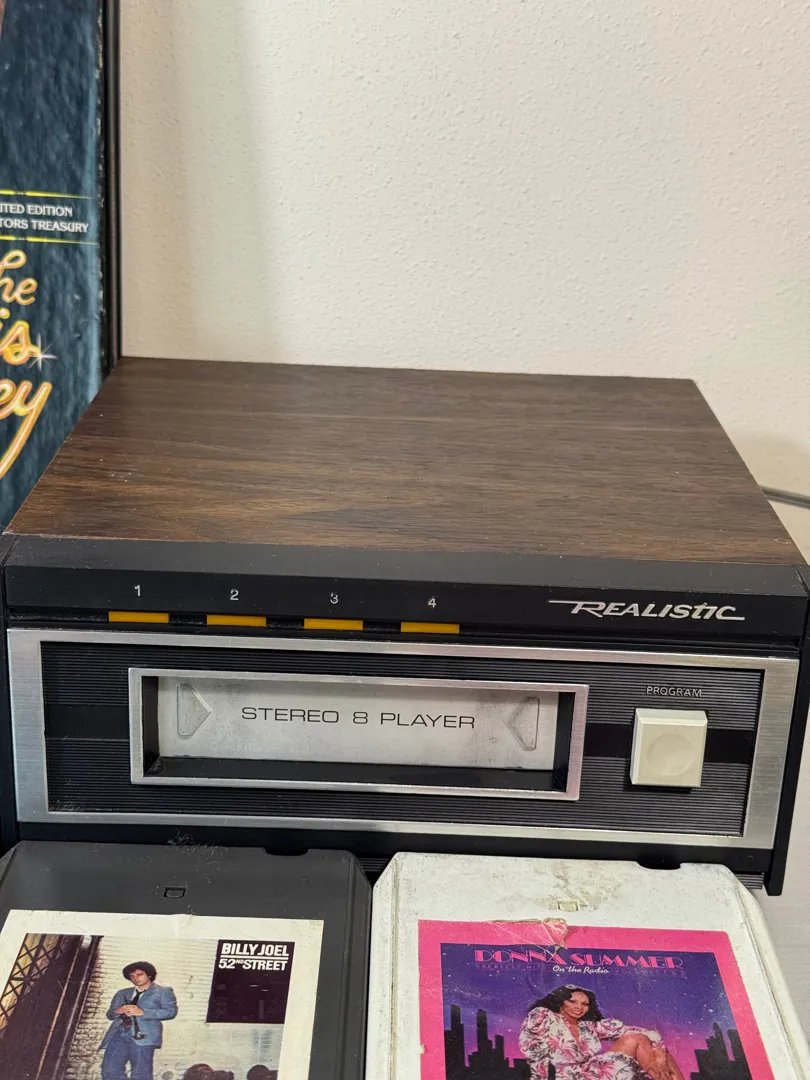 ITED EDITION
TORS TREASURY
he
is
ey
1 2 3 4
REALISTIC
PROGRAM
STEREO 8 PLAYER
BILLY JOEL
52ND STREET
DONNA SUMMER
On the Radio